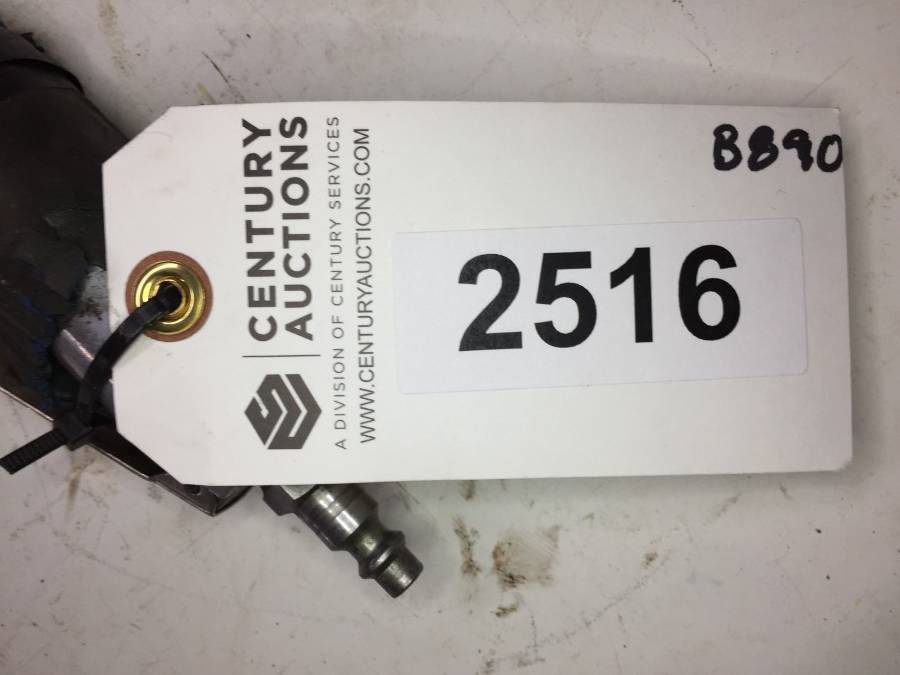 CENTURY
AUCTIONS
A DIVISION OF CENTURY SERVICES
WWW.CENTURYAUCTIONS.COM
2516
B890